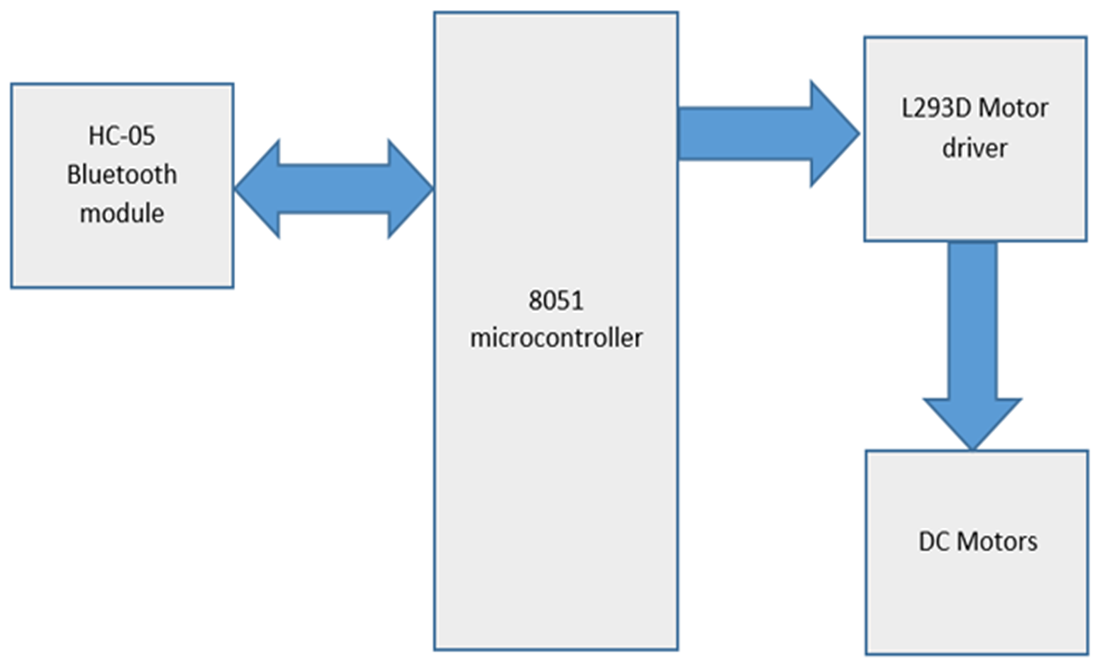 HC-05
Bluetooth
module
8051
microcontroller
L293D Motor
driver
DC Motors